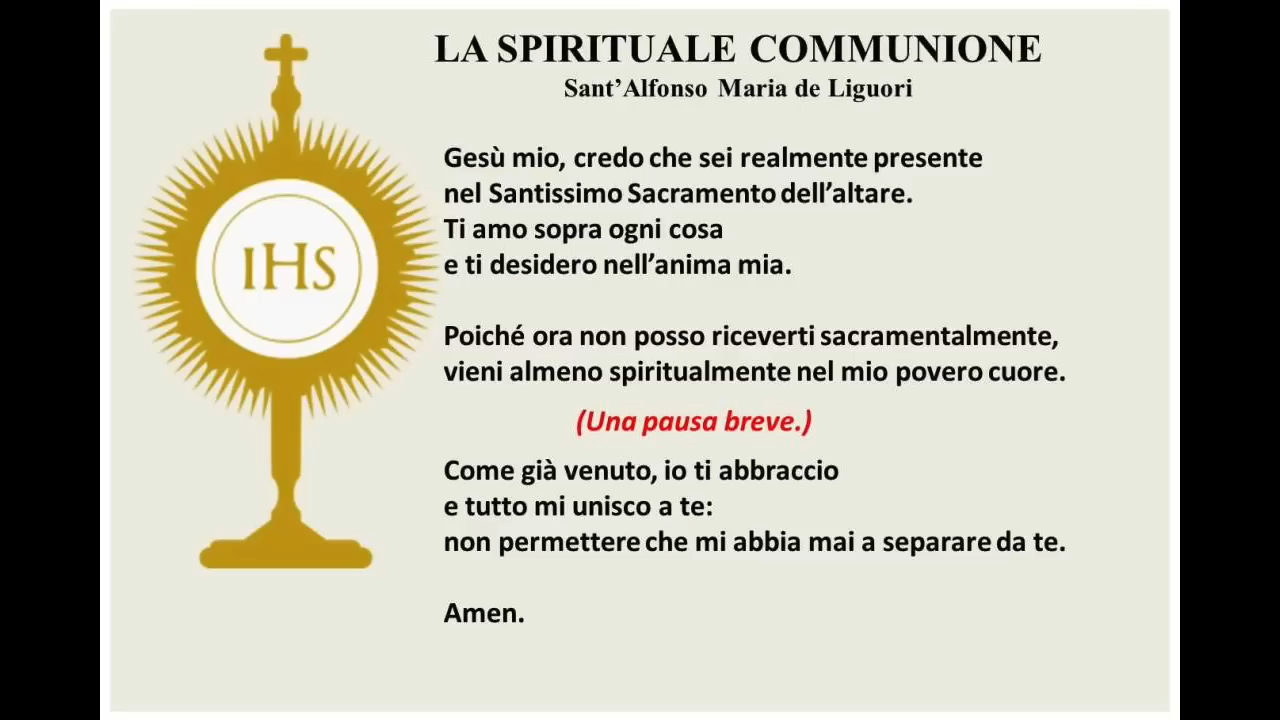 LA SPIRITUALE COMMUNIONE
Sant’Alfonso Maria de Liguori
IHS
Gesù mio, credo che sei realmente presente
nel Santissimo Sacramento dell’altare.
Ti amo sopra ogni cosa
e ti desidero nell’anima mia.
Poiché ora non posso riceverti sacramentalmente,
vieni almeno spiritualmente nel mio povero cuore.
(Una pausa breve.)
Come già venuto, io ti abbraccio
e tutto mi unisco a te:
non permettere che mi abbia mai a separare da te.
Amen.